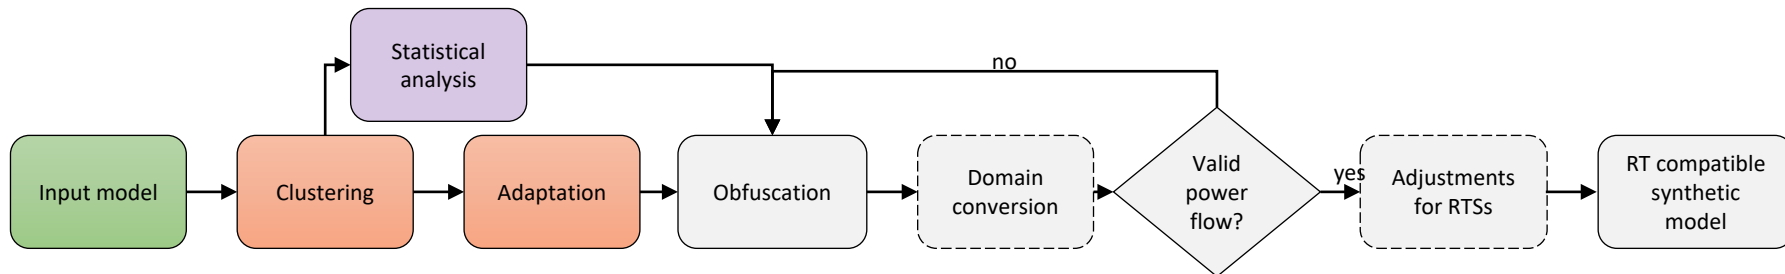 Statistical
analysis
no
Input model
Clustering
Adaptation
Obfuscation
Domain
conversion
Valid
power
flow?
yes
Adjustments
for RTSs
RT compatible
synthetic
model